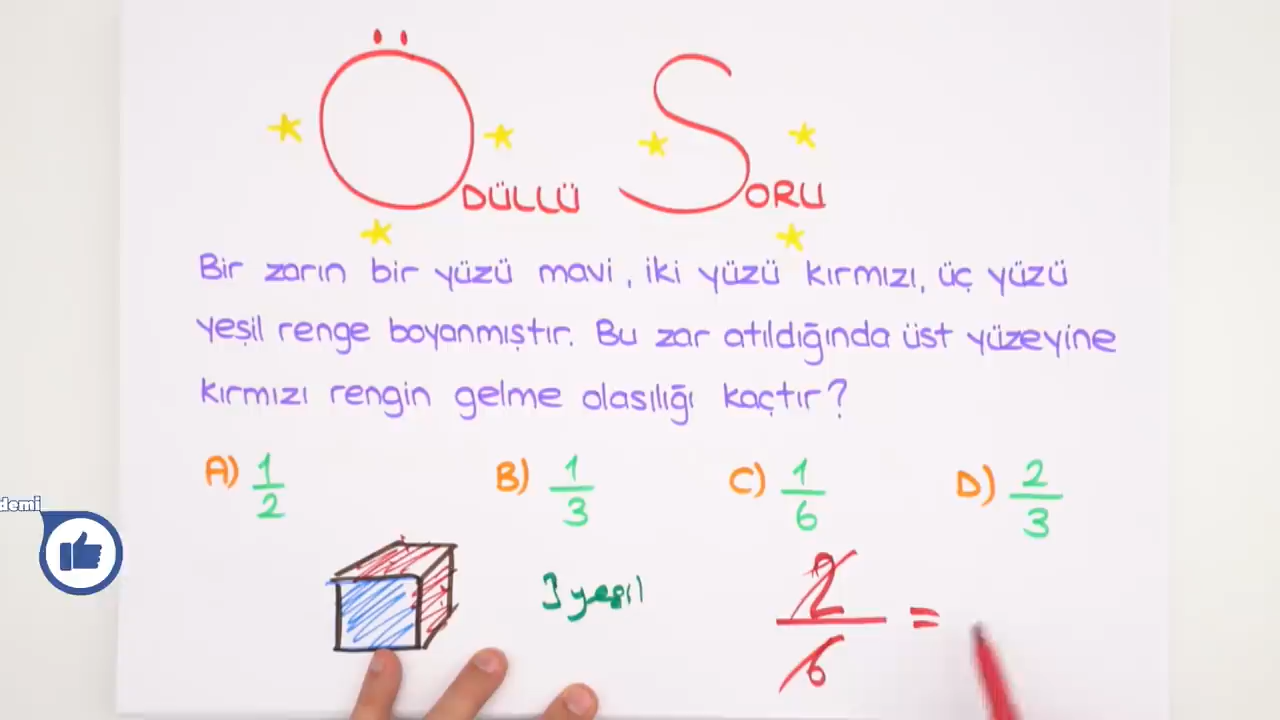 ÖDÜLLÜ SORU
Bir zarın bir yüzü mavi, iki yüzü kırmızı, üç yüzü
yeşil renge boyanmıştır. Bu zar atıldığında üst yüzeyine
kırmızı rengin gelme olasılığı kaçtır?
A) 1/2 B) 1/3 C) 1/6 D) 2/3
demi
3 yeşil
2/6 =